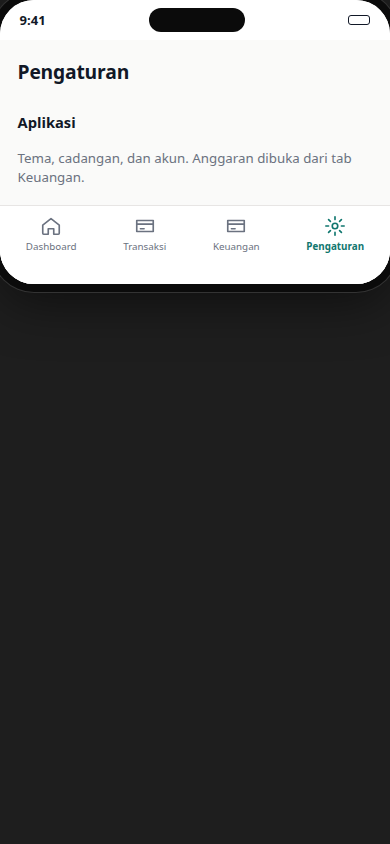 9:41
Pengaturan
Aplikasi
Tema, cadangan, dan akun. Anggaran dibuka dari tab
Keuangan.
Dashboard
Transaksi
Keuangan
Pengaturan